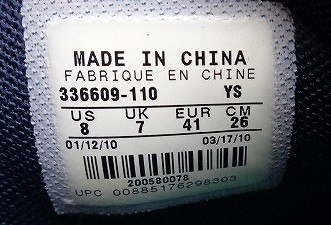 MADE IN CHINA
FABRIQUE EN CHINE
336609-110 YS
US UK EUR CM
8 7 41 26
01/12/10 03/17/10
200580078
UPC 00885176298303